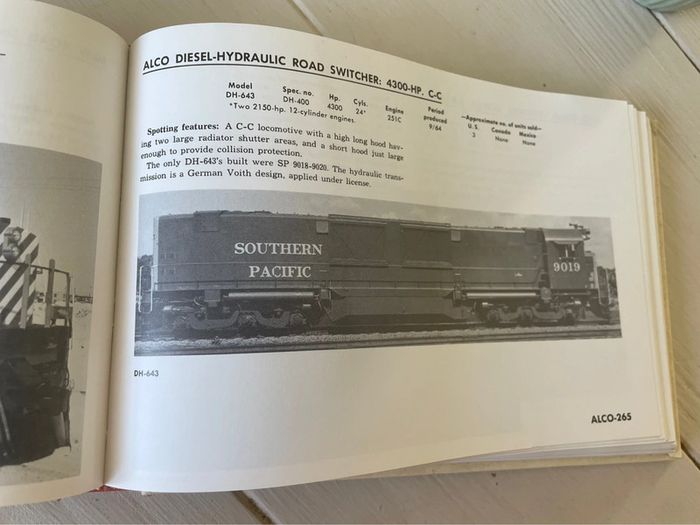 ALCO DIESEL-HYDRAULIC ROAD SWITCHER: 4300-HP. C-C
Model Spec. no. Hp. Cyls. Engine Period produced —Approximate no. of units sold—
U.S. Canada Mexico
DH-643 DH-400 4300 24* 251C 9/64 3 None None
*Two 2150-hp. 12-cylinder engines.
Spotting features: A C-C locomotive with a high long hood hav-
ing two large radiator shutter areas, and a short hood just large
enough to provide collision protection.
The only DH-643's built were SP 9018-9020. The hydraulic trans-
mission is a German Voith design, applied under license.
SOUTHERN
PACIFIC
9019
DH-643
ALCO-265